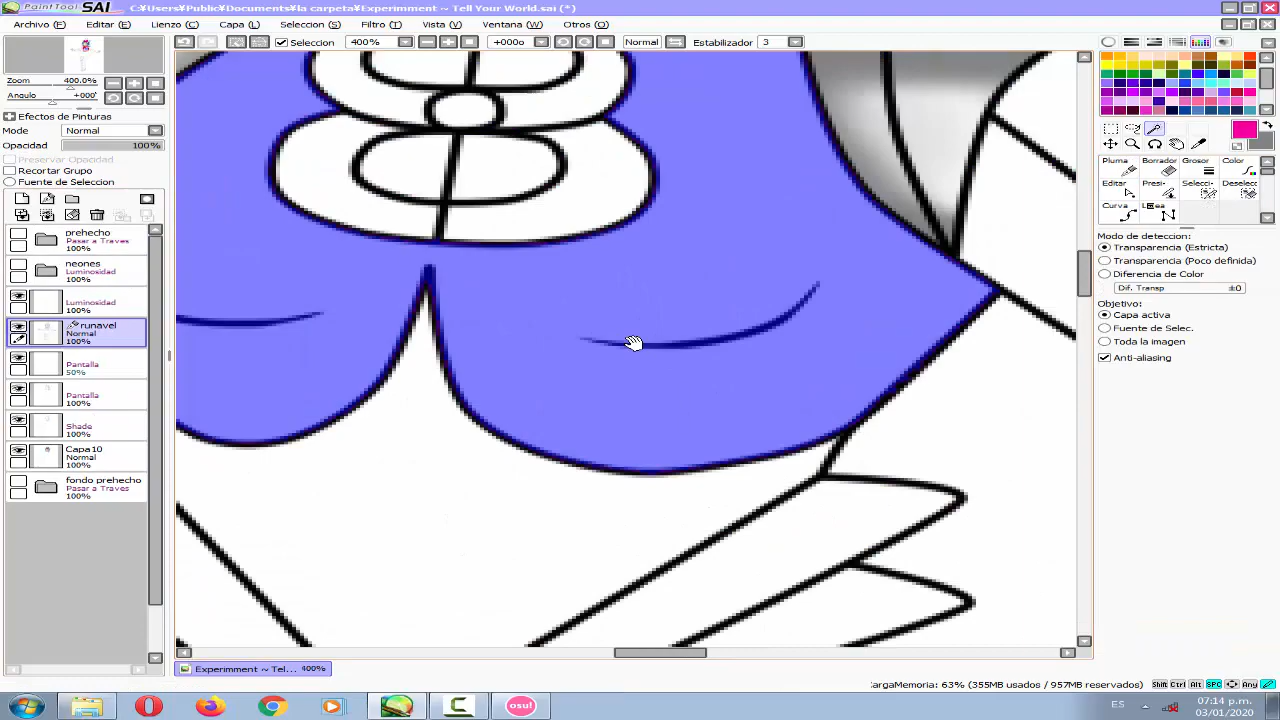 PaintTool SAI C:\Users\Public\Documents\la carpeta\Experimment ~ Tell Your World.sai (*)
Archivo (F) Editar (E) Lienzo (C) Capa (L) Seleccion (S) Filtro (T) Vista (V) Ventana (W) Otros (O)
Seleccion 400% +000° Normal Estabilizador 3
Zoom 400.0%
Angulo +000°
Efectos de Pinturas
Modo Normal
Opacidad 100%
Preservar Opacidad
Recortar Grupo
Fuente de Seleccion
prehecho
Pasar a Traves
100%
neones
Luminosidad
100%
Luminosidad
100%
runavel
Normal
100%
Pantalla
50%
Pantalla
100%
Shade
100%
Capa10
Normal
100%
fondo prehecho
Pasar a Traves
100%
Pluma Borrador Grosor Color
Editar Presi- Selecci- Deselecc
Curva Linea
Modo de deteccion:
Transparencia (Estricta)
Transparencia (Poco definida)
Diferencia de Color
Dif. Transp ±0
Objetivo:
Capa activa
Fuente de Selec.
Toda la imagen
Anti-aliasing
Experimment ~ Tel... 400%
cargaMemoria: 63% (355MB usados / 957MB reservados) Shift Ctrl Alt SPC Any
osu!
ES
07:14 p.m.
03/01/2020